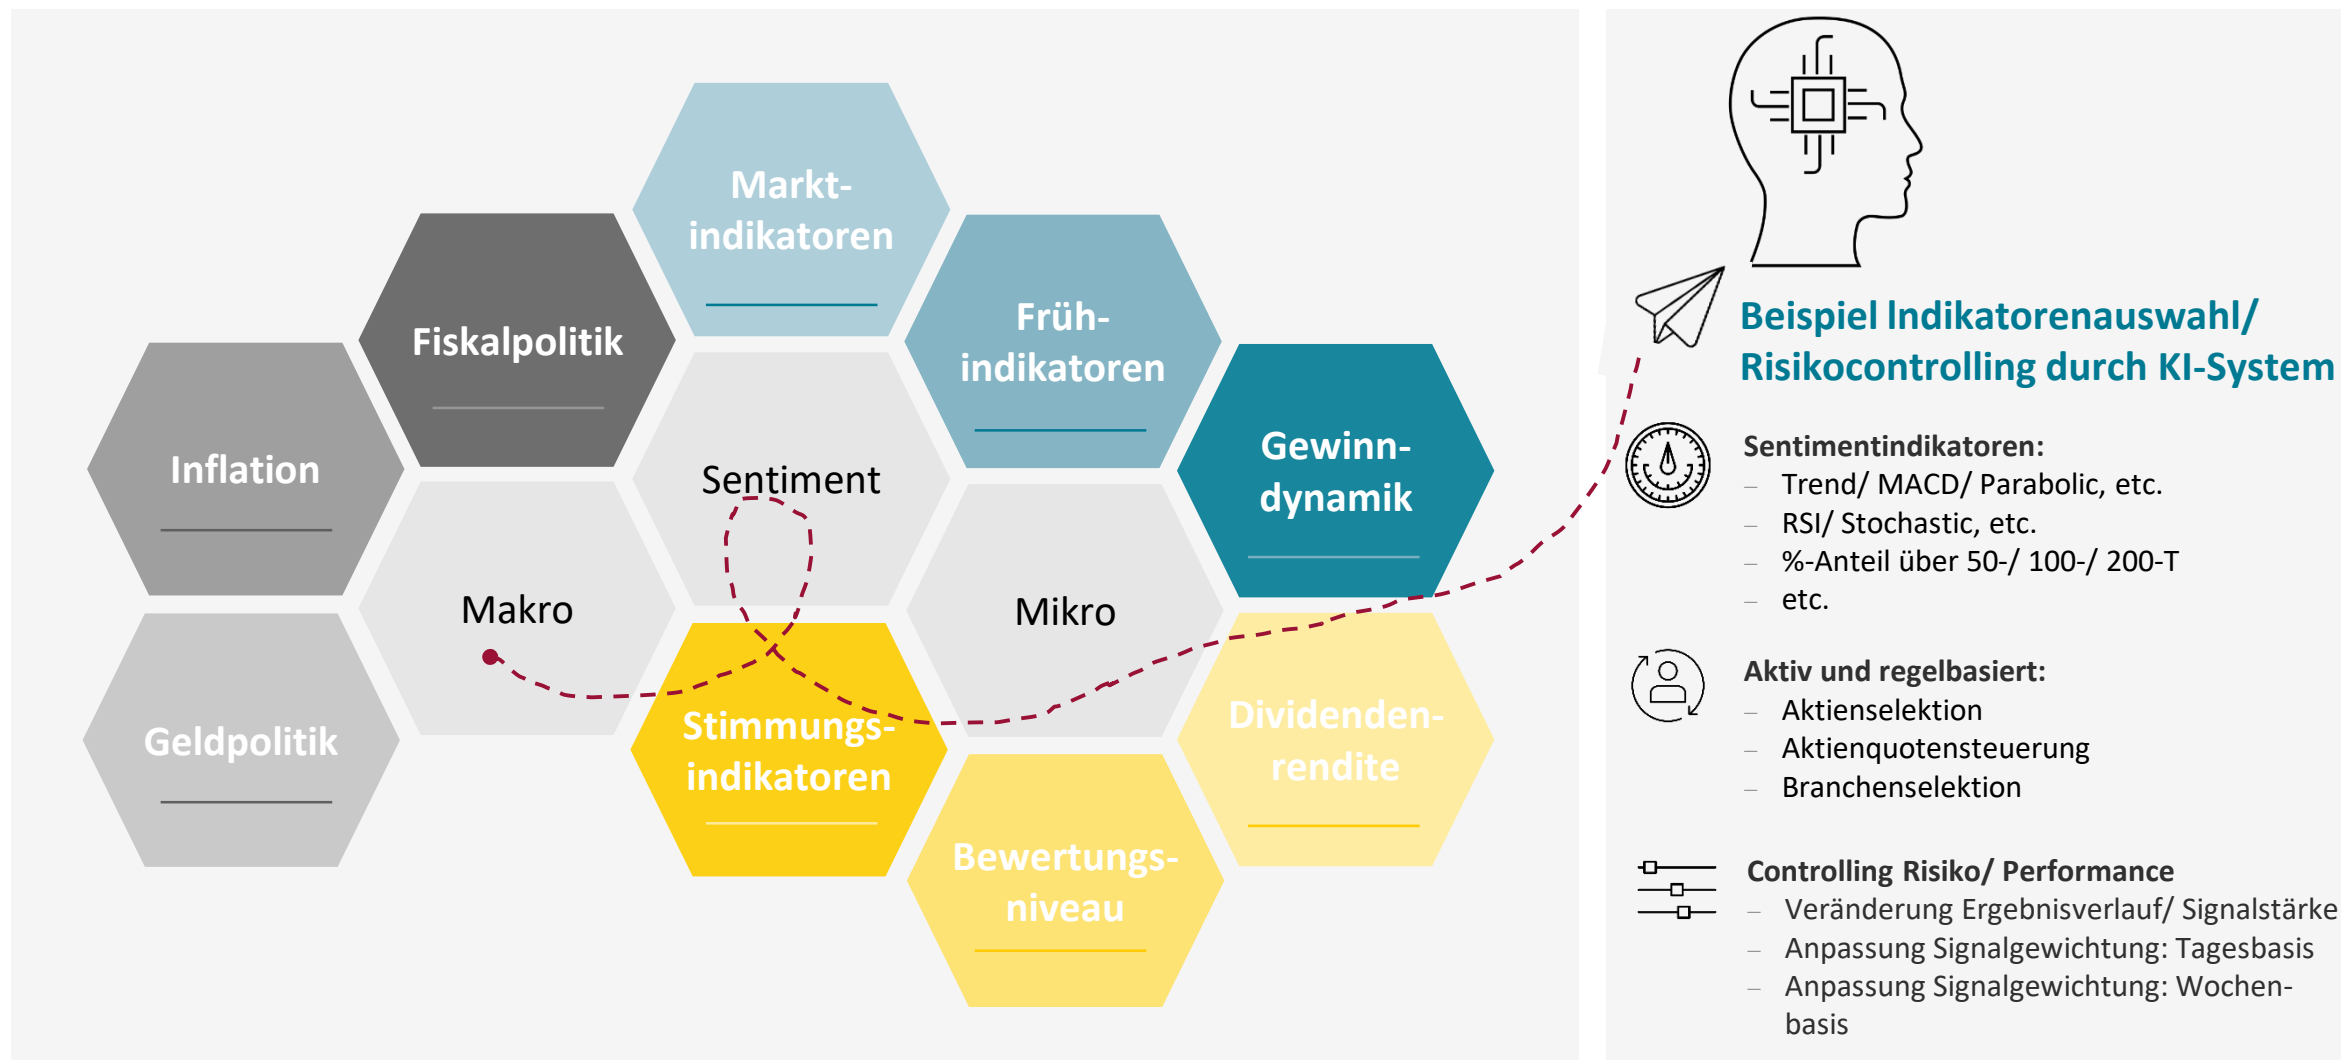 Markt-
indikatoren
Fiskalpolitik
Früh-
indikatoren
Inflation
Sentiment
Gewinn-
dynamik
Makro
Mikro
Geldpolitik
Stimmungs-
indikatoren
Dividenden-
rendite
Bewertungs-
niveau
Beispiel Indikatorenauswahl/
Risikocontrolling durch KI-System
Sentimentindikatoren:
– Trend/ MACD/ Parabolic, etc.
– RSI/ Stochastic, etc.
– %-Anteil über 50-/ 100-/ 200-T
– etc.
Aktiv und regelbasiert:
– Aktienselektion
– Aktienquotensteuerung
– Branchenselektion
Controlling Risiko/ Performance
– Veränderung Ergebnisverlauf/ Signalstärke
– Anpassung Signalgewichtung: Tagesbasis
– Anpassung Signalgewichtung: Wochen-
basis